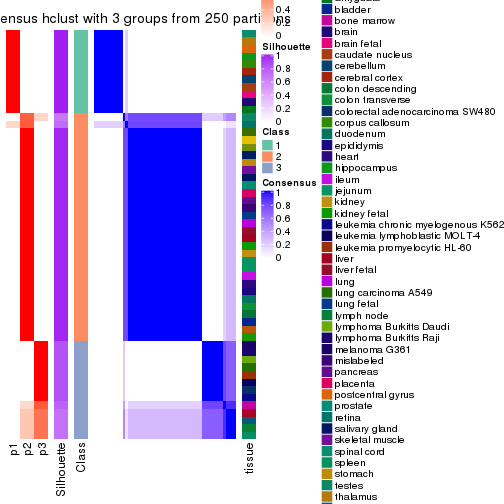 ensus hclust with 3 groups from 250 parti
p1
p2
p3
Silhouette
Class
tissue
0.4
0.2
0
Silhouette
1
0.8
0.6
0.4
0.2
0
Class
1
2
3
Consensus
1
0.8
0.6
0.4
0.2
0
bladder
bone marrow
brain
brain fetal
caudate nucleus
cerebellum
cerebral cortex
colon descending
colon transverse
colorectal adenocarcinoma SW480
corpus callosum
duodenum
epididymis
heart
hippocampus
ileum
jejunum
kidney
kidney fetal
leukemia chronic myelogenous K562
leukemia lymphoblastic MOLT-4
leukemia promyelocytic HL-60
liver
liver fetal
lung
lung carcinoma A549
lung fetal
lymph node
lymphoma Burkitts Daudi
lymphoma Burkitts Raji
melanoma G361
mislabeled
pancreas
placenta
postcentral gyrus
prostate
retina
salivary gland
skeletal muscle
spinal cord
spleen
stomach
testes
thalamus